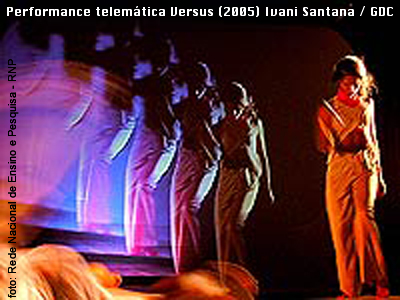 Performance telemática Versus (2005) Ivani Santana / GDC
foto: Rede Nacional de Ensino e Pesquisa - RNP